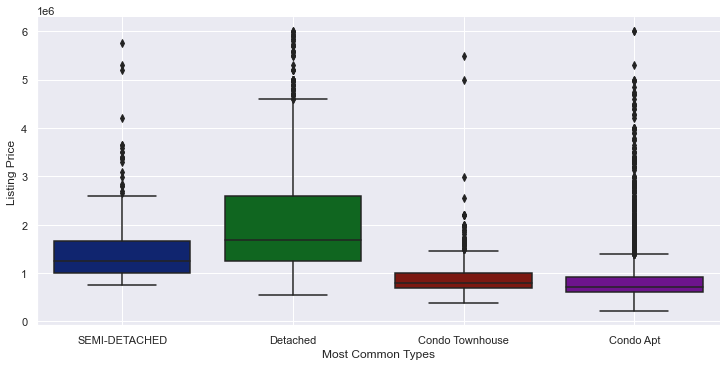 1e6
6
5
4
3
2
1
0
Listing Price
SEMI-DETACHED Detached Condo Townhouse Condo Apt
Most Common Types